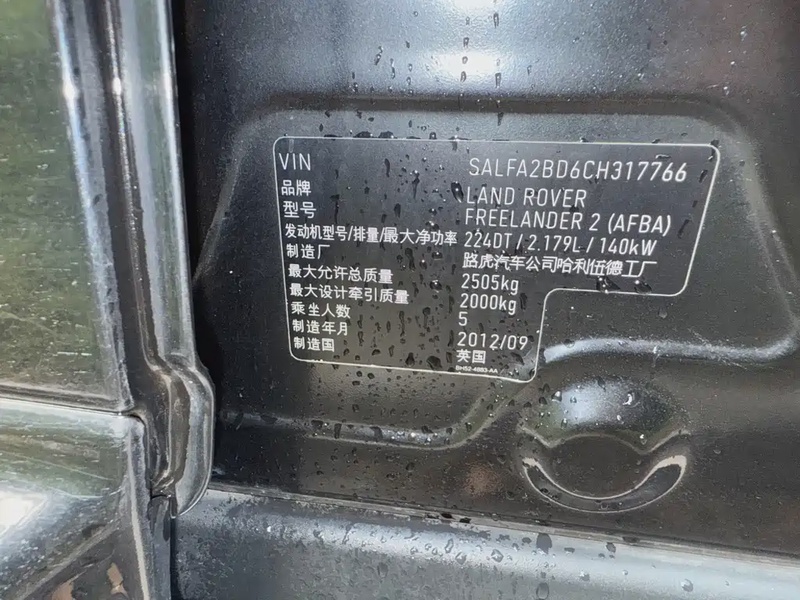 VIN SALFA2BD6CH317766
品牌 LAND ROVER
型号 FREELANDER 2 (AFBA)
发动机型号/排量/最大净功率 224DT / 2.179L / 140kW
制造厂 路虎汽车公司哈利伍德工厂
最大允许总质量 2505kg
最大设计牵引质量 2000kg
乘坐人数 5
制造年月 2012/09
制造国 英国
BH52-4893-AA